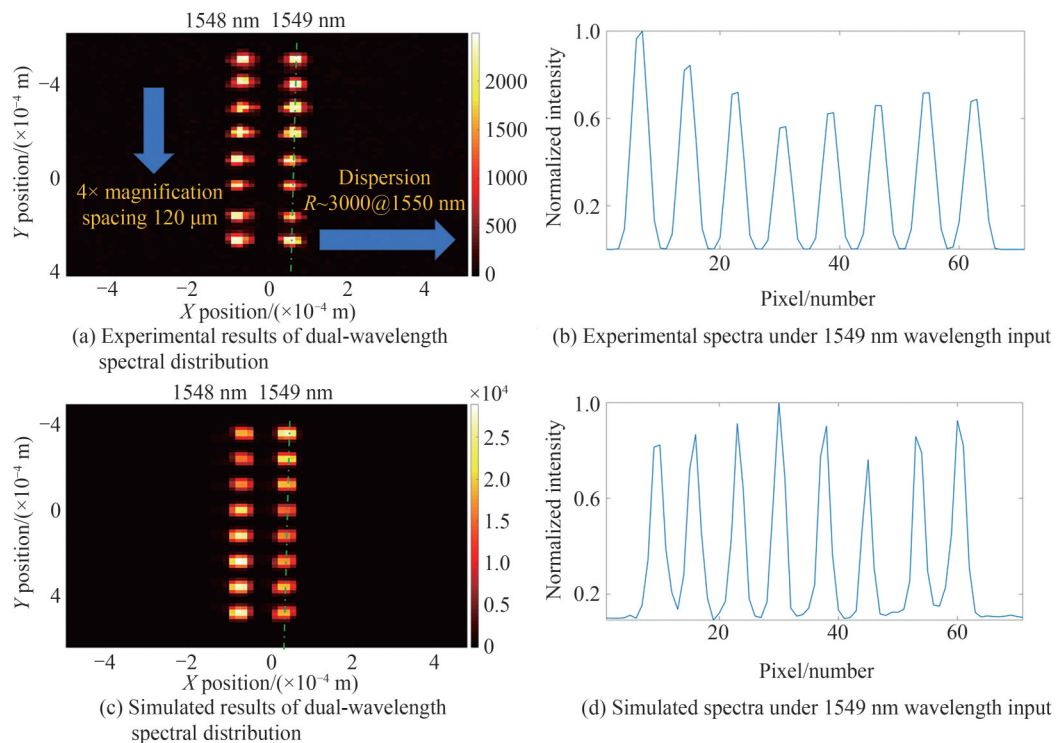 1548 nm 1549 nm
−4
0
4
Y position/(×10⁻⁴ m)
4× magnification
spacing 120 μm
Dispersion
R~3000@1550 nm
2000
1500
1000
500
0
−4 −2 0 2 4
X position/(×10⁻⁴ m)
(a) Experimental results of dual-wavelength
spectral distribution
1.0
0.6
0.2
Normalized intensity
20 40 60
Pixel/number
(b) Experimental spectra under 1549 nm wavelength input
1548 nm 1549 nm
×10⁴
−4
0
4
Y position/(×10⁻⁴ m)
2.5
2
1.5
1
0.5
0
−4 −2 0 2 4
X position/(×10⁻⁴ m)
(c) Simulated results of dual-wavelength
spectral distribution
1.0
0.6
0.2
Normalized intensity
20 40 60
Pixel/number
(d) Simulated spectra under 1549 nm wavelength input